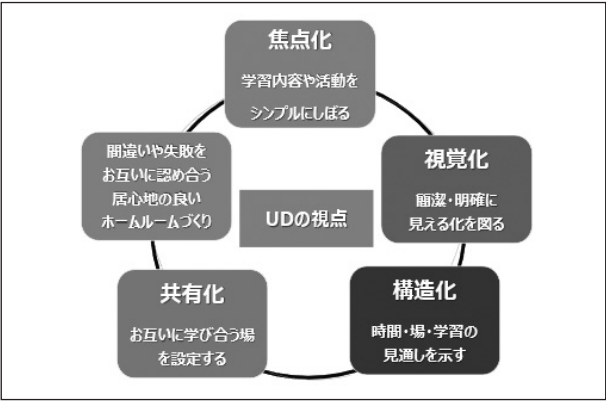 焦点化
学習内容や活動を
シンプルにしぼる
視覚化
簡潔・明確に
見える化を図る
構造化
時間・場・学習の
見通しを示す
共有化
お互いに学び合う場
を設定する
間違いや失敗を
お互いに認め合う
居心地の良い
ホームルームづくり
UDの視点